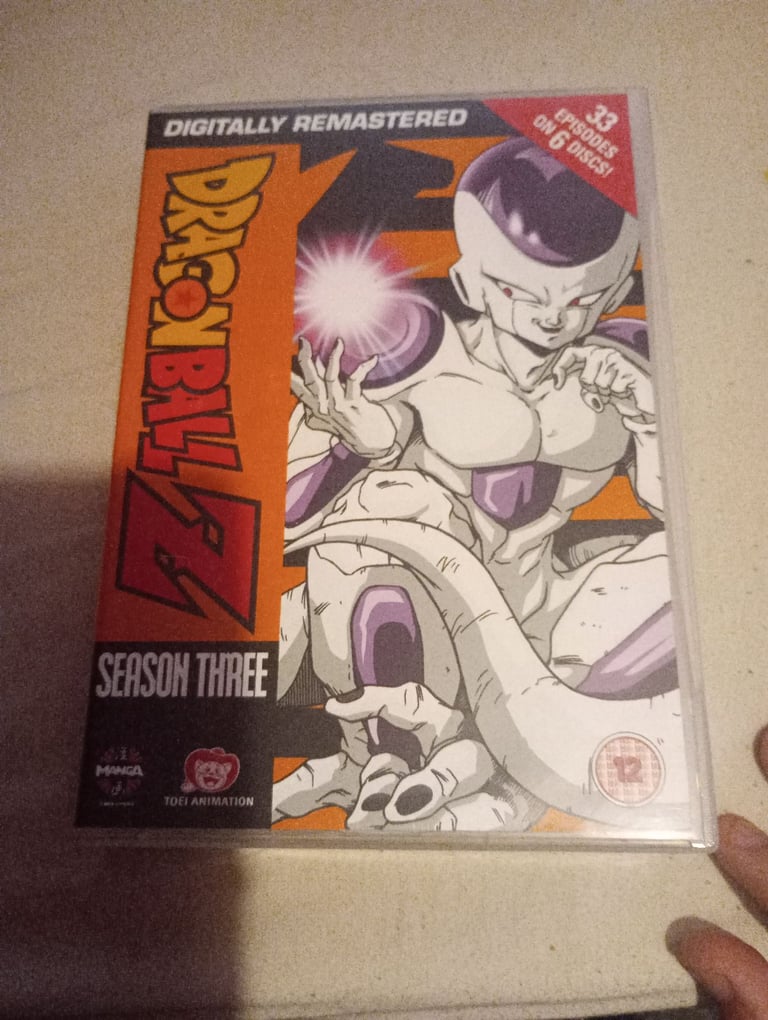 DIGITALLY REMASTERED
33
EPISODES
ON 6 DISCS!
DRAGON BALL Z
SEASON THREE
MANGA
TOEI ANIMATION
12